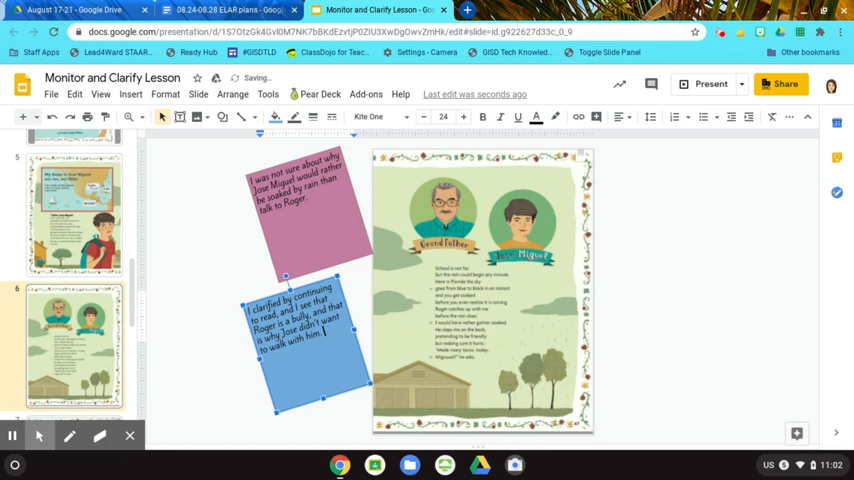 August 17-21 - Google Drive
08.24-08.28 ELAR plans - Goog
Monitor and Clarify Lesson - Go
docs.google.com/presentation/d/1S7OtzGk4Gvl0M7NK7bBKdEzvtjP0ZIU3XwDgOwvZmHk/edit#slide=id.g922627d3c_0_9
Staff Apps
Lead4Ward STAAR...
Ready Hub
#GISDTLD
ClassDojo for Teac...
Settings - Camera
GISD Tech Knowled...
Toggle Slide Panel
Other bookmarks
Monitor and Clarify Lesson
Saving...
File Edit View Insert Format Slide Arrange Tools Pear Deck Add-ons Help
Last edit was seconds ago
Present
Share
Kite One
24
B I U A
5
6
I was not sure about why
Jose Miguel would rather
be soaked by rain than
talk to Roger.
I clarified by continuing
to read, and I see that
Roger is a bully, and that
is why Jose didn't want
to walk with him.
Grand Father
Jose Miguel
School is not far,
but the rain could begin any minute.
Here in Florida the sky
goes from blue to black in an instant
and you get soaked
before you even realize it is raining.
Roger catches up with me
before the rain does.
I would have rather gotten soaked.
He slaps me on the back,
pretending to be friendly
but making sure it hurts.
"Made many tacos, today,
Migueel?" he asks.
47
US
5
11:02